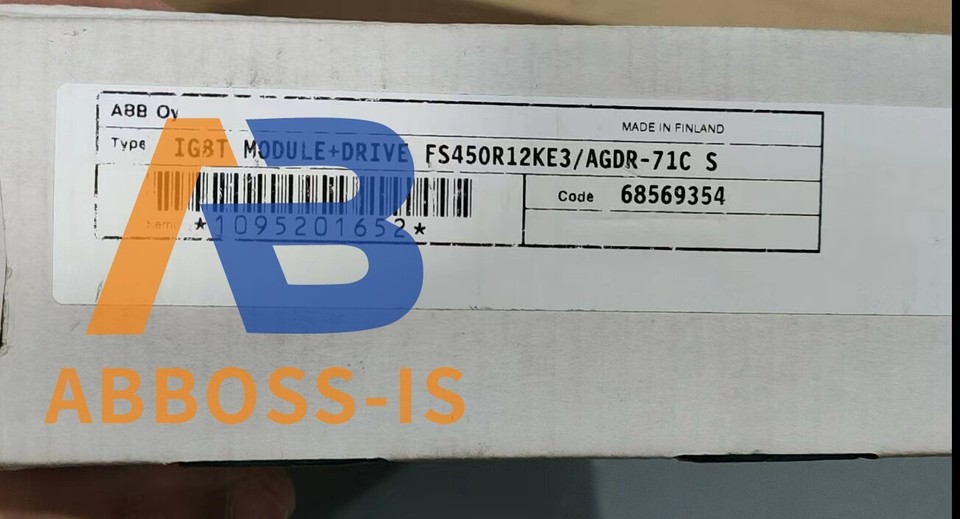 ABB Oy
MADE IN FINLAND
Type IGBT MODULE+DRIVE FS450R12KE3/AGDR-71C S
Code 68569354
*1095201652*
AB
ABBOSS-IS